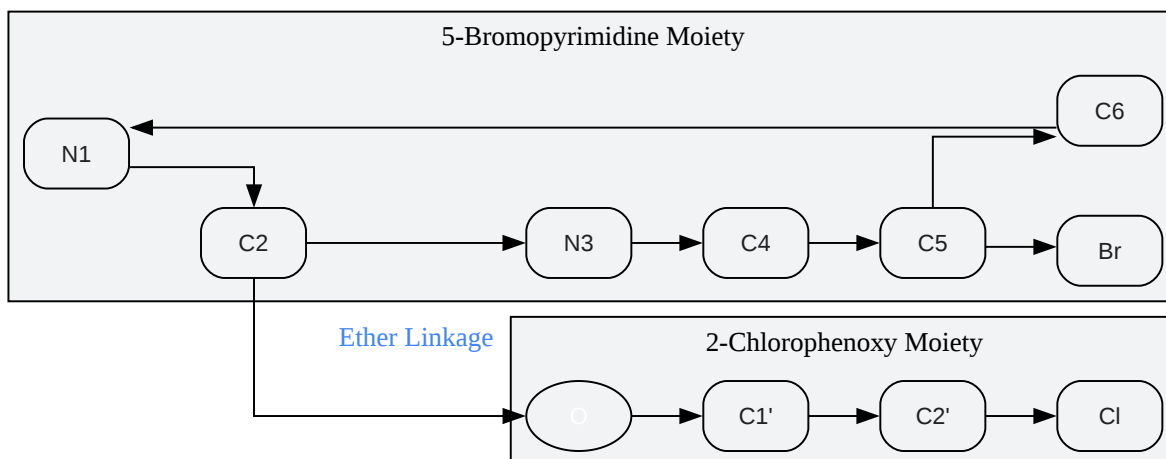 5-Bromopyrimidine Moiety
C6
N1
C2
N3
C4
C5
Br
Ether Linkage
2-Chlorophenoxy Moiety
O
C1'
C2'
Cl